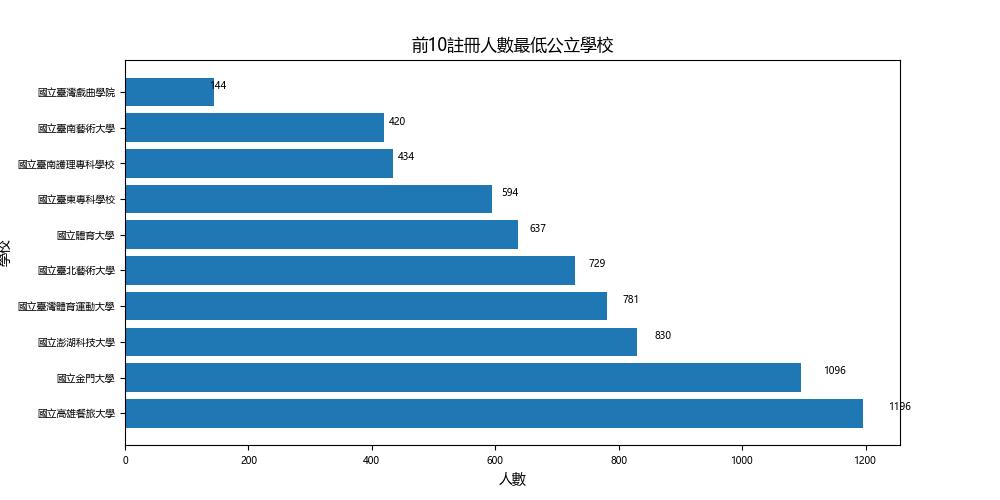 前10註冊人數最低公立學校
國立臺灣戲曲學院 144
國立臺南藝術大學 420
國立臺南護理專科學校 434
國立臺東專科學校 594
國立體育大學 637
國立臺北藝術大學 729
國立臺灣體育運動大學 781
國立澎湖科技大學 830
國立金門大學 1096
國立高雄餐旅大學 1196
學校
0 200 400 600 800 1000 1200
人數